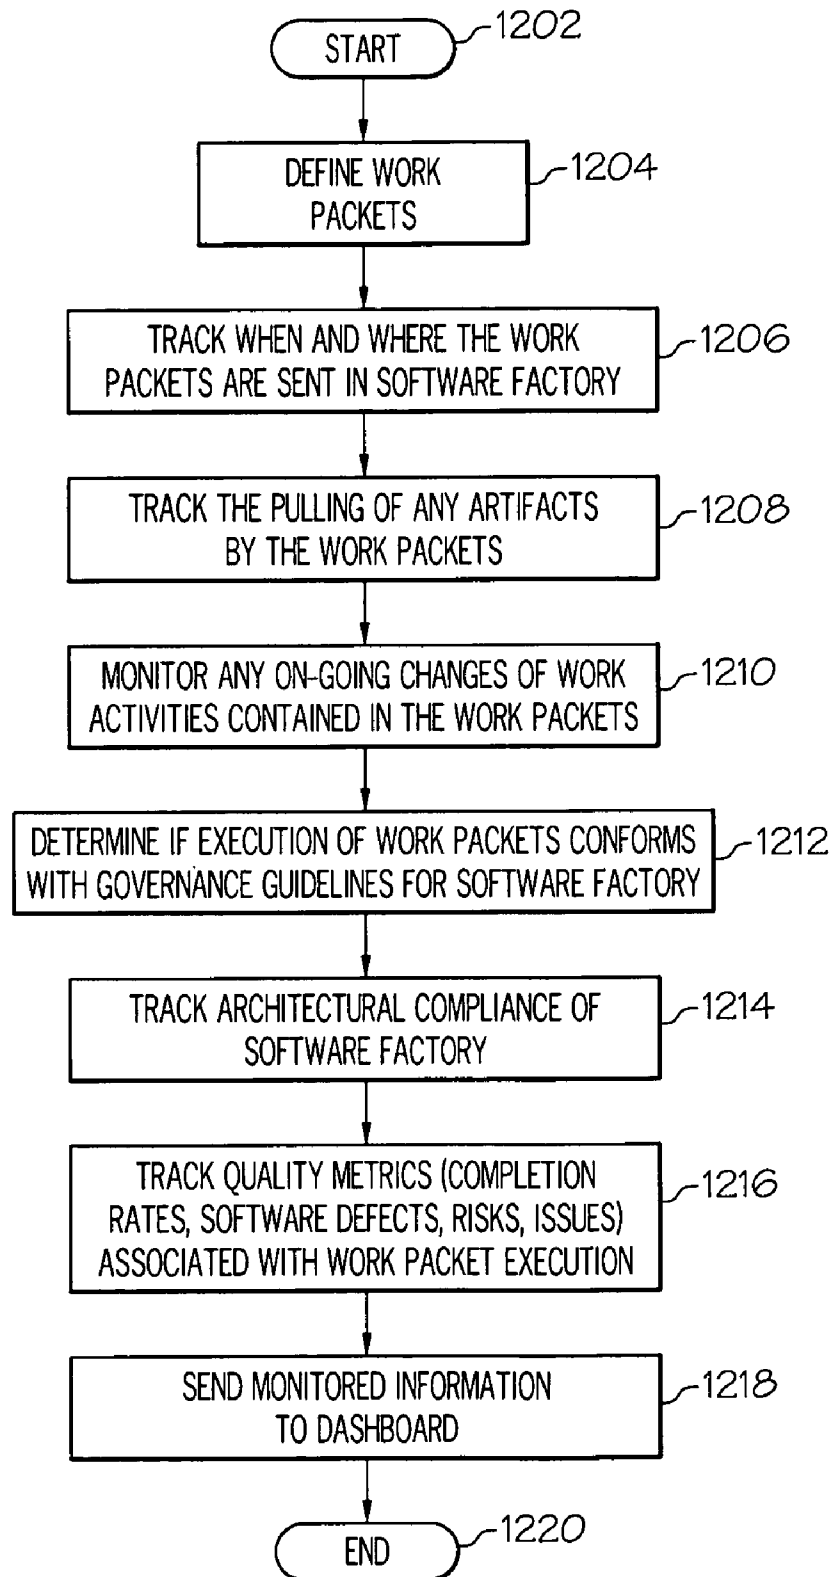 START
1202
DEFINE WORK
PACKETS
1204
TRACK WHEN AND WHERE THE WORK
PACKETS ARE SENT IN SOFTWARE FACTORY
1206
TRACK THE PULLING OF ANY ARTIFACTS
BY THE WORK PACKETS
1208
MONITOR ANY ON-GOING CHANGES OF WORK
ACTIVITIES CONTAINED IN THE WORK PACKETS
1210
DETERMINE IF EXECUTION OF WORK PACKETS CONFORMS
WITH GOVERNANCE GUIDELINES FOR SOFTWARE FACTORY
1212
TRACK ARCHITECTURAL COMPLIANCE OF
SOFTWARE FACTORY
1214
TRACK QUALITY METRICS (COMPLETION
RATES, SOFTWARE DEFECTS, RISKS, ISSUES)
ASSOCIATED WITH WORK PACKET EXECUTION
1216
SEND MONITORED INFORMATION
TO DASHBOARD
1218
END
1220